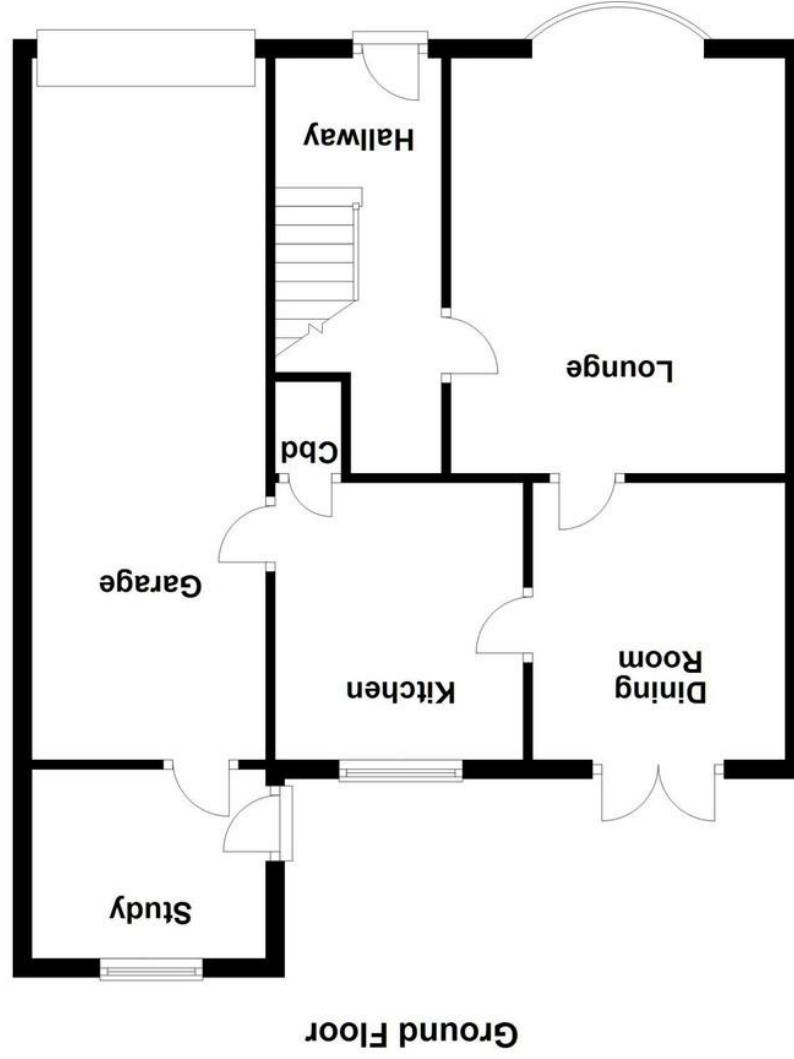 Ground Floor
Study
Dining
Room
Kitchen
Garage
Cbd
Lounge
Hallway